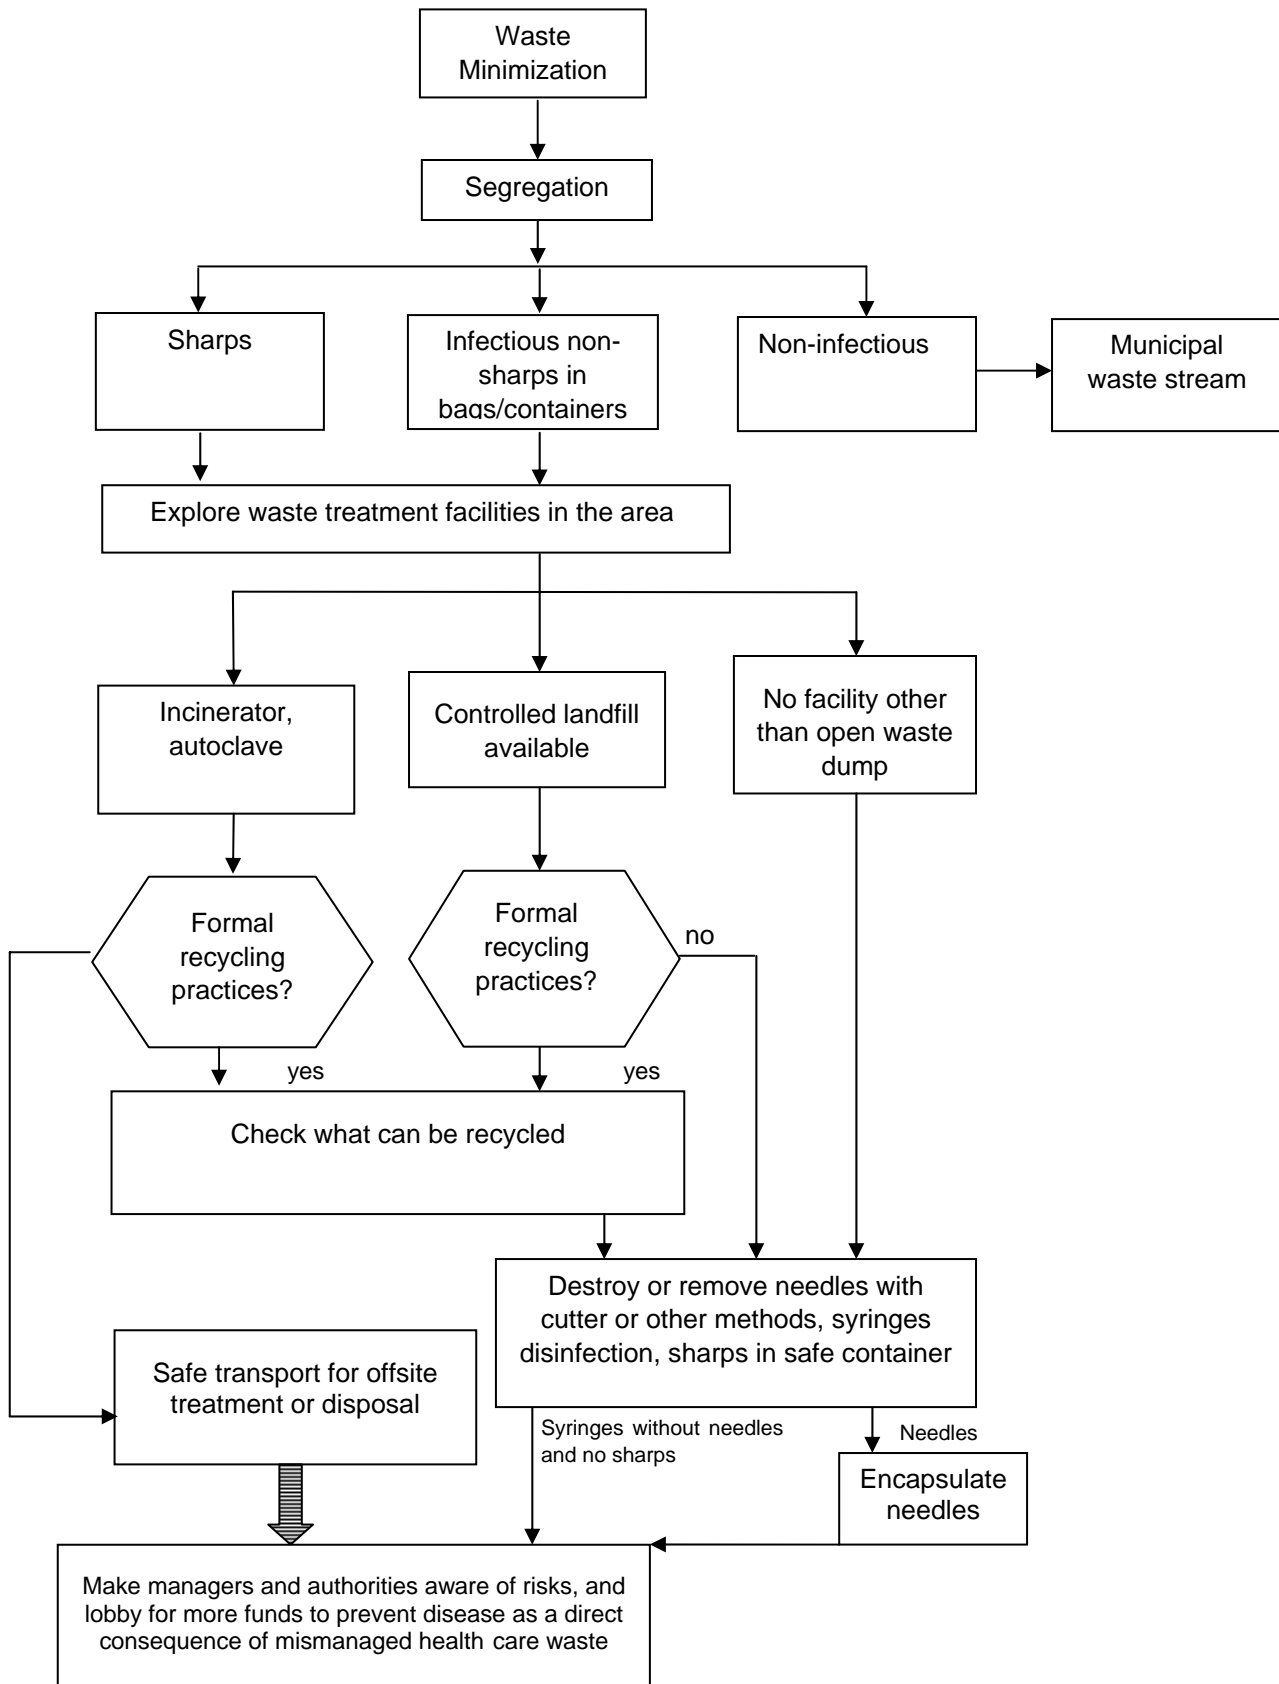 Waste
Minimization
Segregation
Sharps
Infectious non-
sharps in
bags/containers
Non-infectious
Municipal
waste stream
Explore waste treatment facilities in the area
Incinerator,
autoclave
Controlled landfill
available
No facility other
than open waste
dump
Formal
recycling
practices?
Formal
recycling
practices?
no
yes
yes
Check what can be recycled
Destroy or remove needles with
cutter or other methods, syringes
disinfection, sharps in safe container
Safe transport for offsite
treatment or disposal
Syringes without needles
and no sharps
Needles
Encapsulate
needles
Make managers and authorities aware of risks, and
lobby for more funds to prevent disease as a direct
consequence of mismanaged health care waste